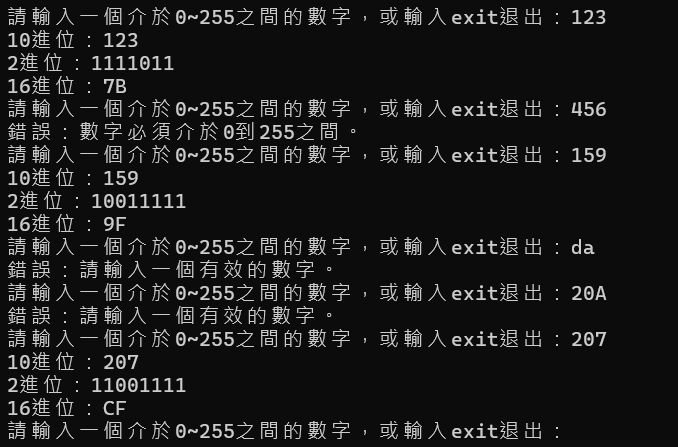 請輸入一個介於0~255之間的數字，或輸入exit退出：123
10進位：123
2進位：1111011
16進位：7B
請輸入一個介於0~255之間的數字，或輸入exit退出：456
錯誤：數字必須介於0到255之間。
請輸入一個介於0~255之間的數字，或輸入exit退出：159
10進位：159
2進位：10011111
16進位：9F
請輸入一個介於0~255之間的數字，或輸入exit退出：da
錯誤：請輸入一個有效的數字。
請輸入一個介於0~255之間的數字，或輸入exit退出：20A
錯誤：請輸入一個有效的數字。
請輸入一個介於0~255之間的數字，或輸入exit退出：207
10進位：207
2進位：11001111
16進位：CF
請輸入一個介於0~255之間的數字，或輸入exit退出：